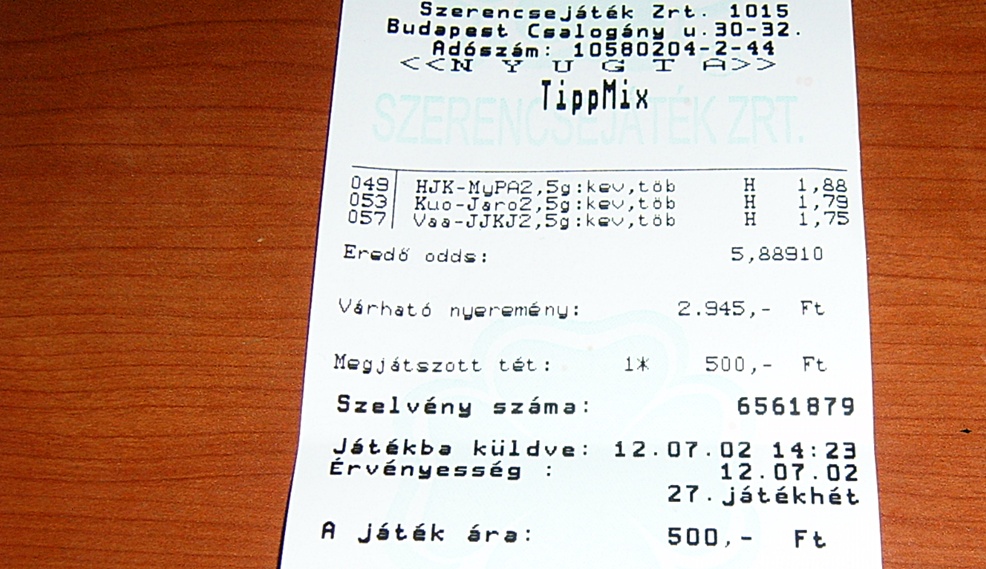 Szerencsejáték Zrt. 1015
Budapest Csalogány u.30-32.
Adószám: 10580204-2-44
<<N Y U G T A>>
TippMix
SZERENCSEJÁTÉK ZRT.
049 HJK-MyPA2,5g:kev,töb H 1,88
053 Kuo-Jaro2,5g:kev,töb H 1,79
057 Vaa-JJKJ2,5g:kev,töb H 1,75
Eredő odds: 5,88910
Várható nyeremény: 2.945,- Ft
Megjátszott tét: 1* 500,- Ft
Szelvény száma: 6561879
Játékba küldve: 12.07.02 14:23
Érvényesség : 12.07.02
27.játékhét
A játék ára: 500,- Ft